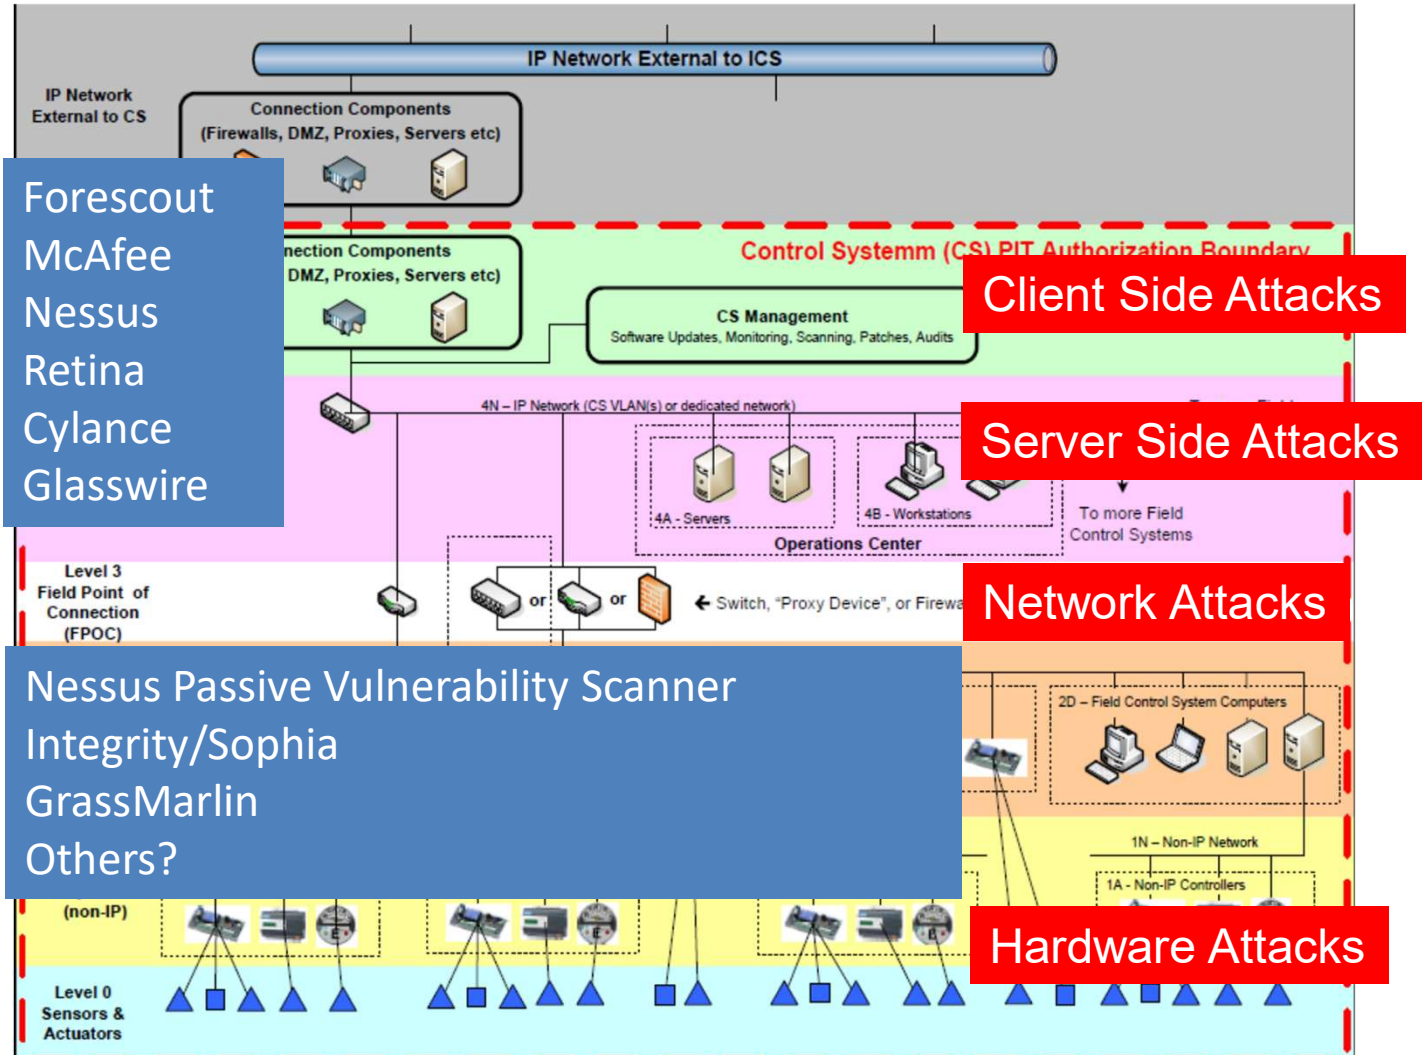 IP Network External to ICS
IP Network
External to CS
Connection Components
(Firewalls, DMZ, Proxies, Servers etc)
Forescout
McAfee
Nessus
Retina
Cylance
Glasswire
nection Components
DMZ, Proxies, Servers etc)
Control Systemm (CS) PIT Authorization Boundary
Client Side Attacks
CS Management
Software Updates, Monitoring, Scanning, Patches, Audits
4N – IP Network (CS VLAN(s) or dedicated network)
Server Side Attacks
4A - Servers
4B - Workstations
Operations Center
To more Field
Control Systems
Level 3
Field Point of
Connection
(FPOC)
or
or
← Switch, “Proxy Device”, or Firewa
Network Attacks
Nessus Passive Vulnerability Scanner
Integrity/Sophia
GrassMarlin
Others?
2D – Field Control System Computers
1N – Non-IP Network
1A - Non-IP Controllers
(non-IP)
E
E
E
Hardware Attacks
Level 0
Sensors &
Actuators